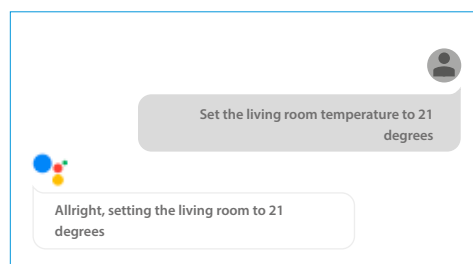 Set the living room temperature to 21
degrees
Allright, setting the living room to 21
degrees